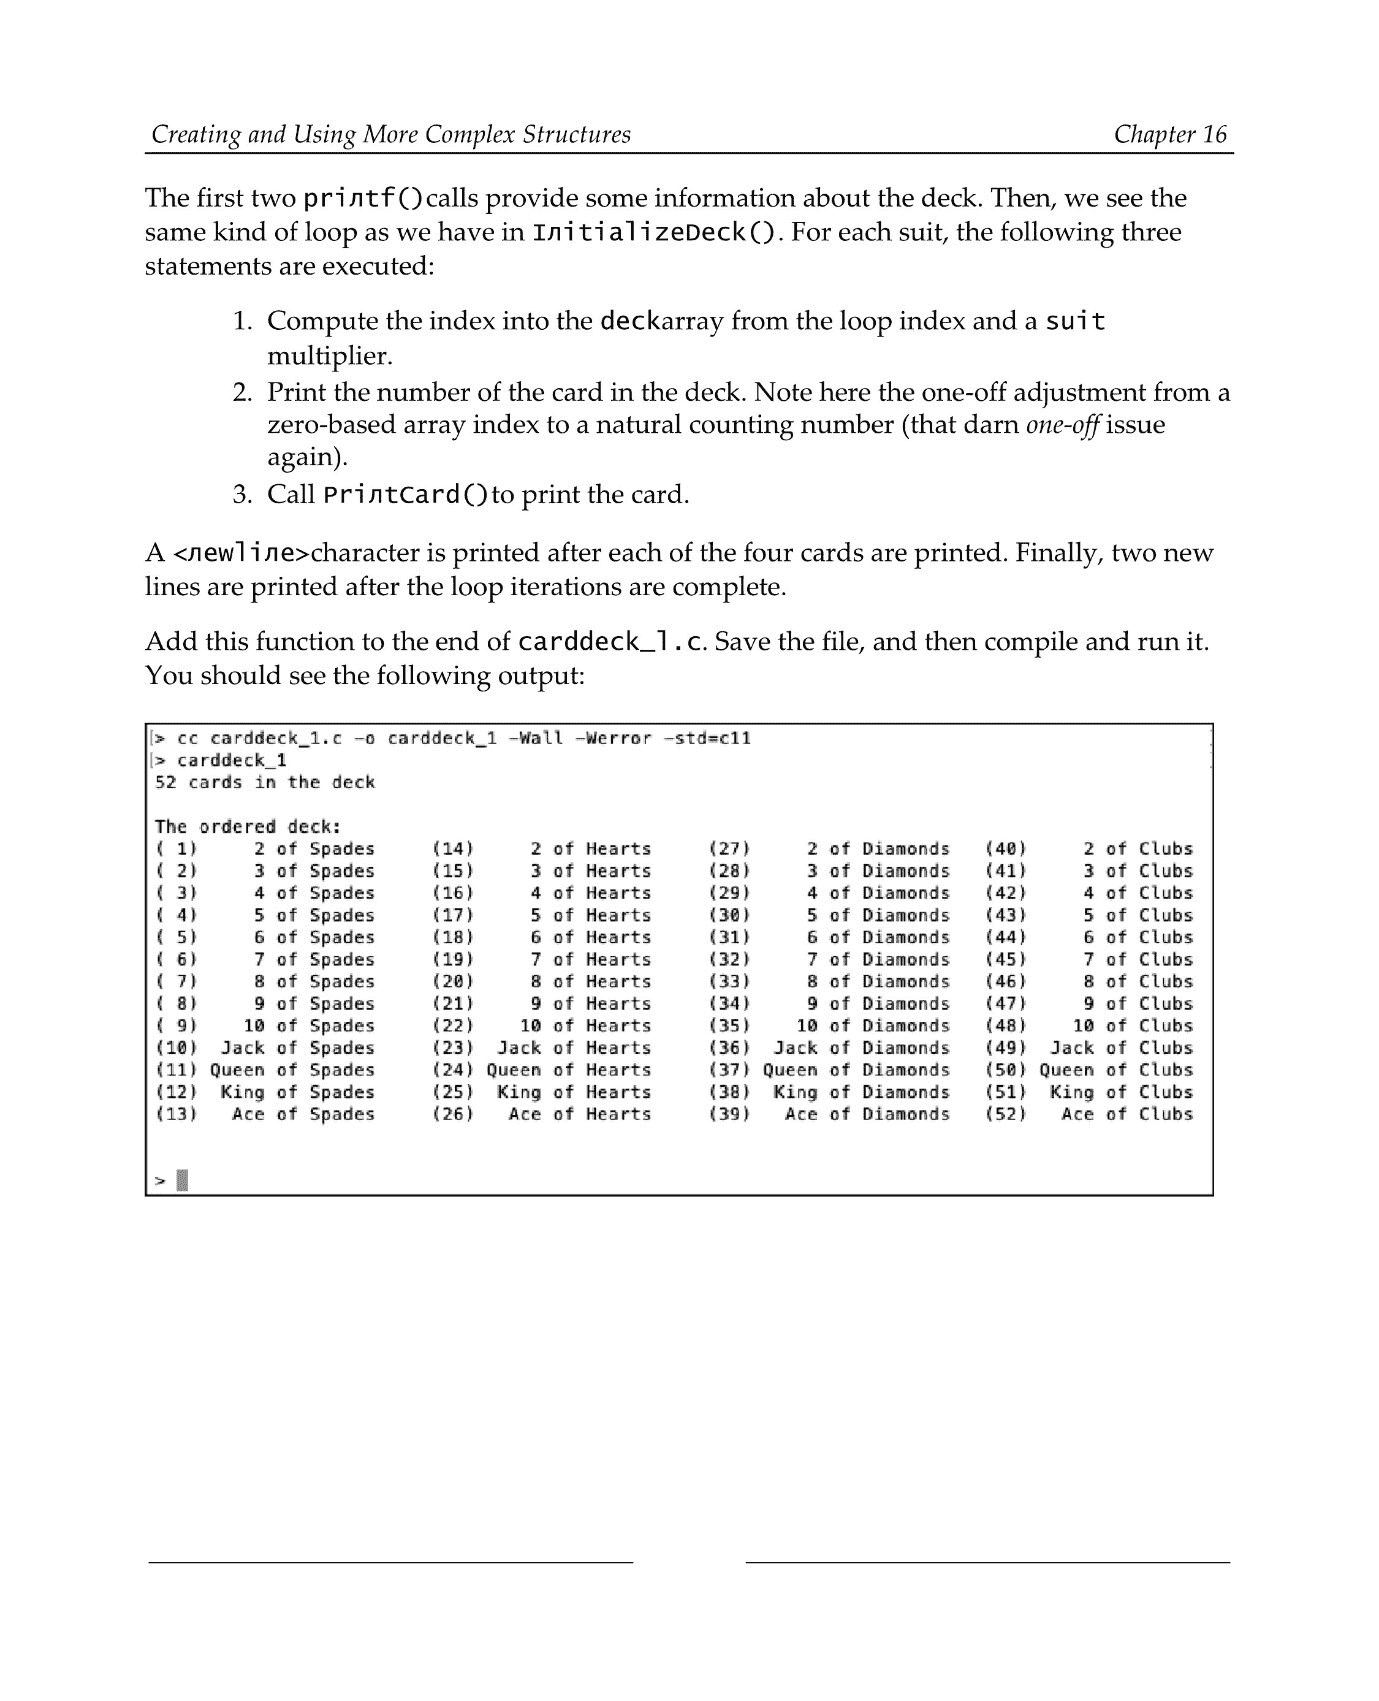 Creating and Using More Complex Structures Chapter 16
The first two printf()calls provide some information about the deck. Then, we see the
same kind of loop as we have in InitializeDeck(). For each suit, the following three
statements are executed:
1. Compute the index into the deckarray from the loop index and a suit
multiplier.
2. Print the number of the card in the deck. Note here the one-off adjustment from a
zero-based array index to a natural counting number (that darn one-off issue
again).
3. Call PrintCard()to print the card.
A <newline>character is printed after each of the four cards are printed. Finally, two new
lines are printed after the loop iterations are complete.
Add this function to the end of carddeck_1.c. Save the file, and then compile and run it.
You should see the following output:
[> cc carddeck_1.c -o carddeck_1 -Wall -Werror -std=c11
[> carddeck_1
52 cards in the deck
The ordered deck:
( 1) 2 of Spades (14) 2 of Hearts (27) 2 of Diamonds (40) 2 of Clubs
( 2) 3 of Spades (15) 3 of Hearts (28) 3 of Diamonds (41) 3 of Clubs
( 3) 4 of Spades (16) 4 of Hearts (29) 4 of Diamonds (42) 4 of Clubs
( 4) 5 of Spades (17) 5 of Hearts (30) 5 of Diamonds (43) 5 of Clubs
( 5) 6 of Spades (18) 6 of Hearts (31) 6 of Diamonds (44) 6 of Clubs
( 6) 7 of Spades (19) 7 of Hearts (32) 7 of Diamonds (45) 7 of Clubs
( 7) 8 of Spades (20) 8 of Hearts (33) 8 of Diamonds (46) 8 of Clubs
( 8) 9 of Spades (21) 9 of Hearts (34) 9 of Diamonds (47) 9 of Clubs
( 9) 10 of Spades (22) 10 of Hearts (35) 10 of Diamonds (48) 10 of Clubs
(10) Jack of Spades (23) Jack of Hearts (36) Jack of Diamonds (49) Jack of Clubs
(11) Queen of Spades (24) Queen of Hearts (37) Queen of Diamonds (50) Queen of Clubs
(12) King of Spades (25) King of Hearts (38) King of Diamonds (51) King of Clubs
(13) Ace of Spades (26) Ace of Hearts (39) Ace of Diamonds (52) Ace of Clubs
>